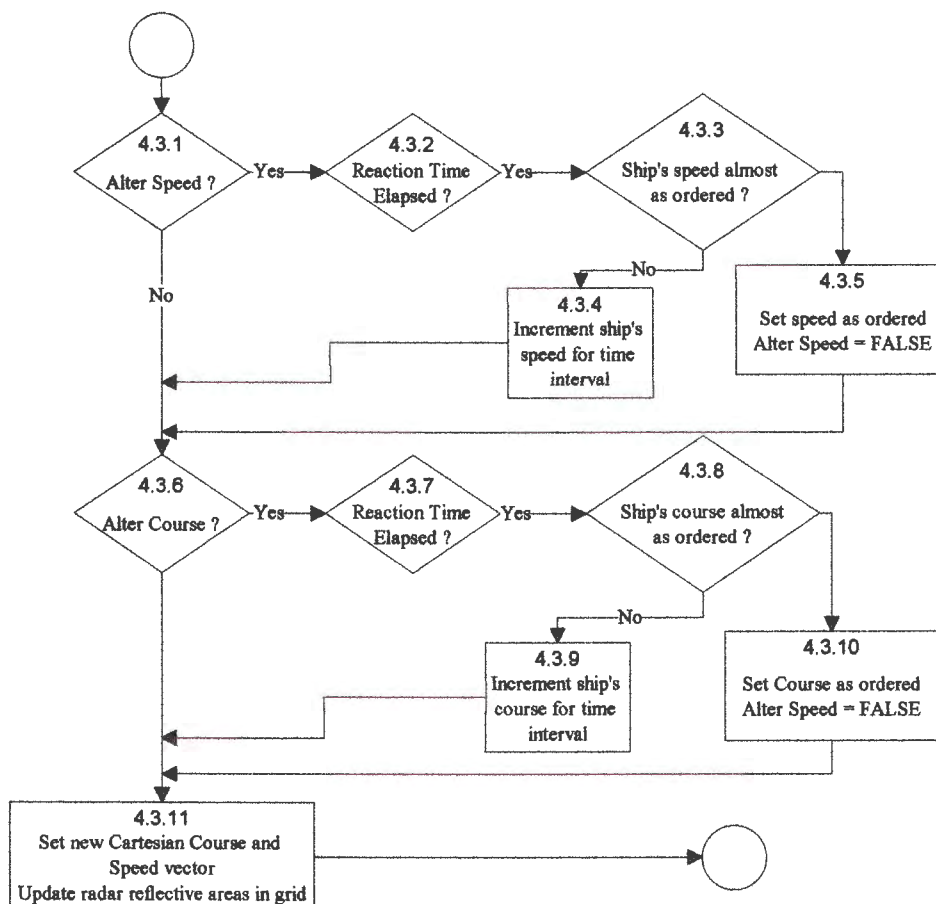 4.3.1
Alter Speed ?
Yes
4.3.2
Reaction Time
Elapsed ?
Yes
4.3.3
Ship's speed almost
as ordered ?
No
No
4.3.4
Increment ship's
speed for time
interval
4.3.5
Set speed as ordered
Alter Speed = FALSE
4.3.6
Alter Course ?
Yes
4.3.7
Reaction Time
Elapsed ?
Yes
4.3.8
Ship's course almost
as ordered ?
No
4.3.9
Increment ship's
course for time
interval
4.3.10
Set Course as ordered
Alter Speed = FALSE
4.3.11
Set new Cartesian Course and
Speed vector
Update radar reflective areas in grid